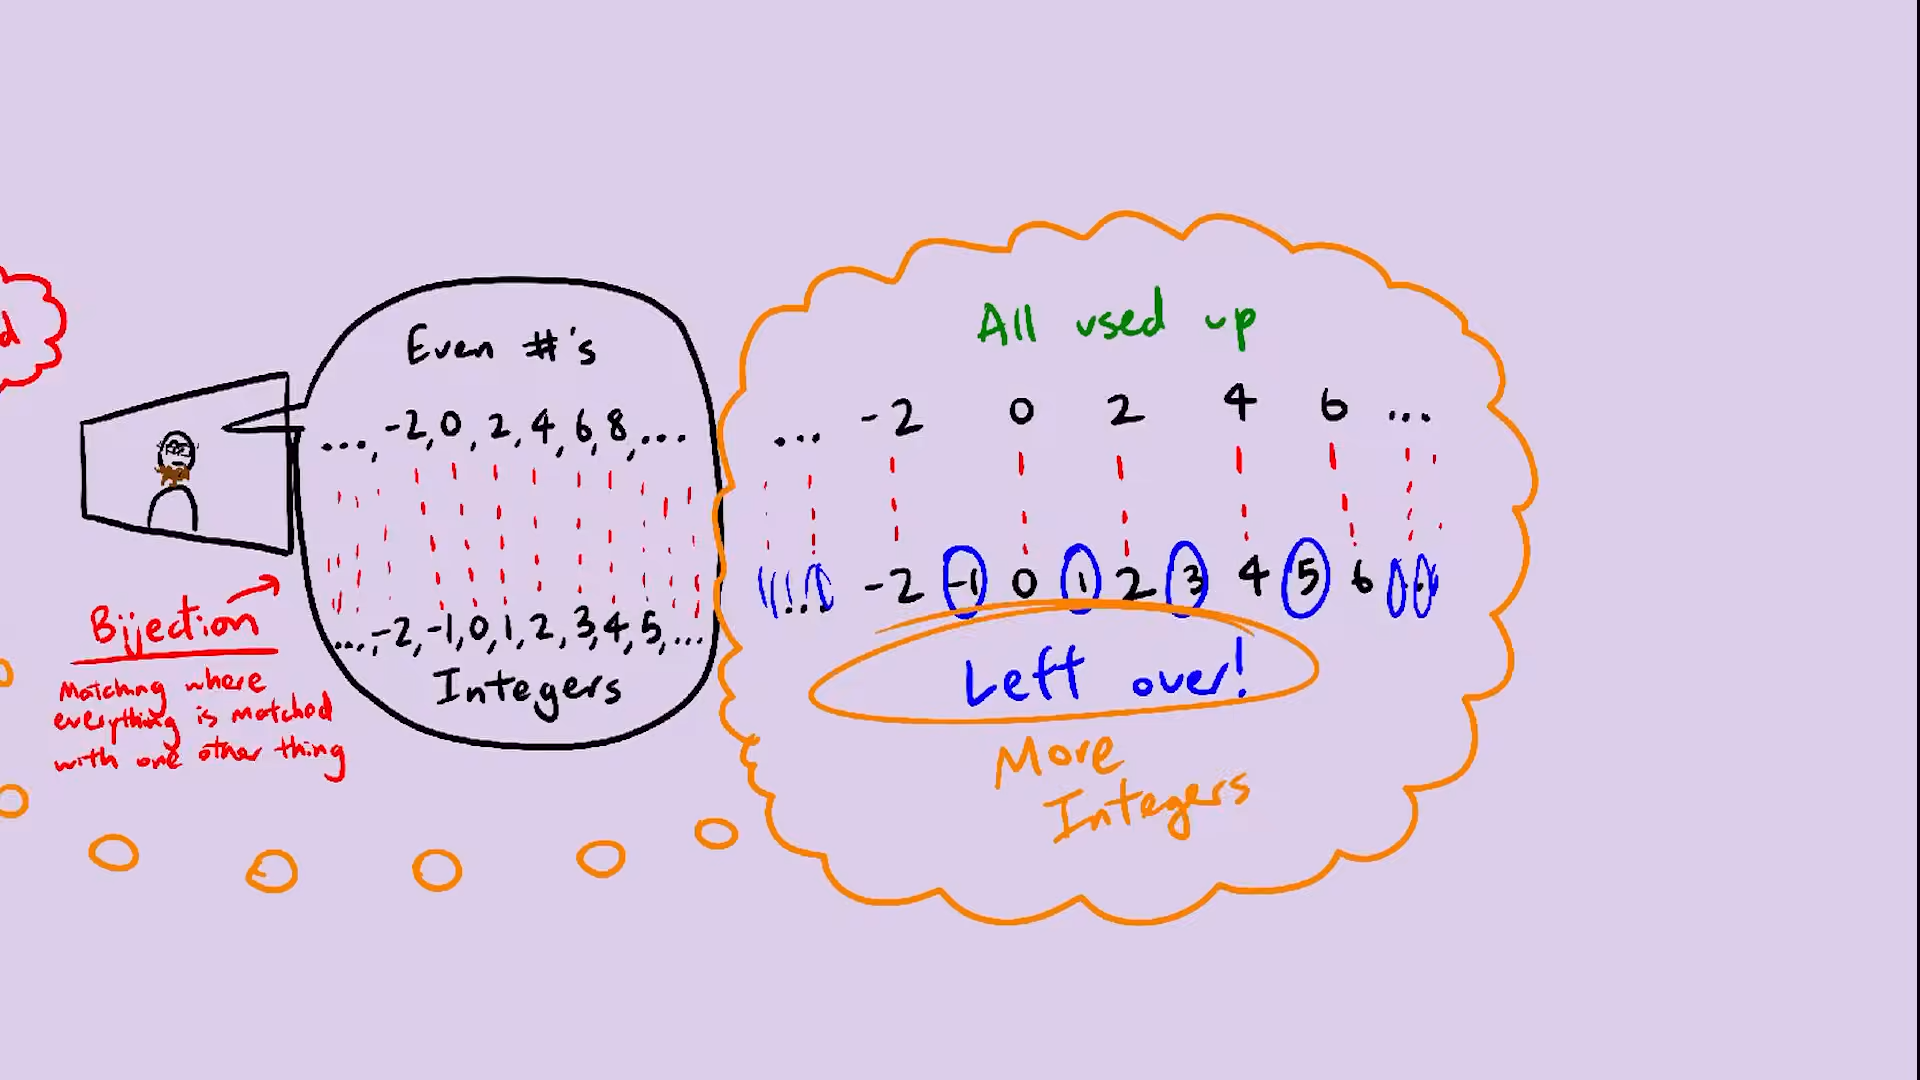 d
Even #'s
..., -2, 0, 2, 4, 6, 8, ...
..., -2, -1, 0, 1, 2, 3, 4, 5, ...
Integers
Bijection
Matching where
everything is matched
with one other thing
All used up
... -2 0 2 4 6 ...
... -2 -1 0 1 2 3 4 5 6
Left over!
More
Integers